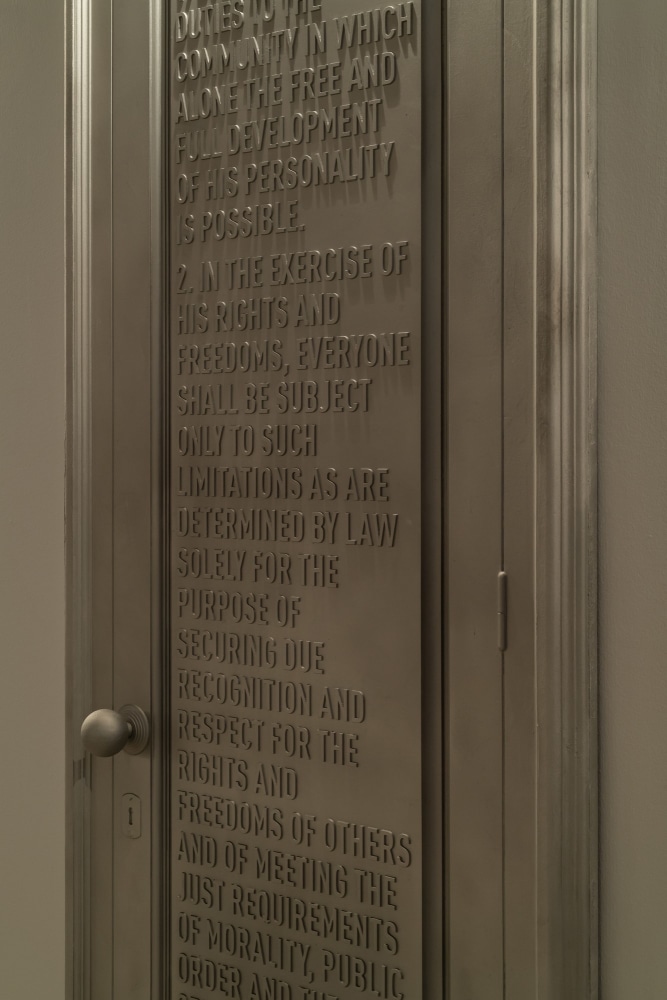 DUTIES TO THE
COMMUNITY IN WHICH
ALONE THE FREE AND
FULL DEVELOPMENT
OF HIS PERSONALITY
IS POSSIBLE.
2. IN THE EXERCISE OF
HIS RIGHTS AND
FREEDOMS, EVERYONE
SHALL BE SUBJECT
ONLY TO SUCH
LIMITATIONS AS ARE
DETERMINED BY LAW
SOLELY FOR THE
PURPOSE OF
SECURING DUE
RECOGNITION AND
RESPECT FOR THE
RIGHTS AND
FREEDOMS OF OTHERS
AND OF MEETING THE
JUST REQUIREMENTS
OF MORALITY, PUBLIC
ORDER AND THE